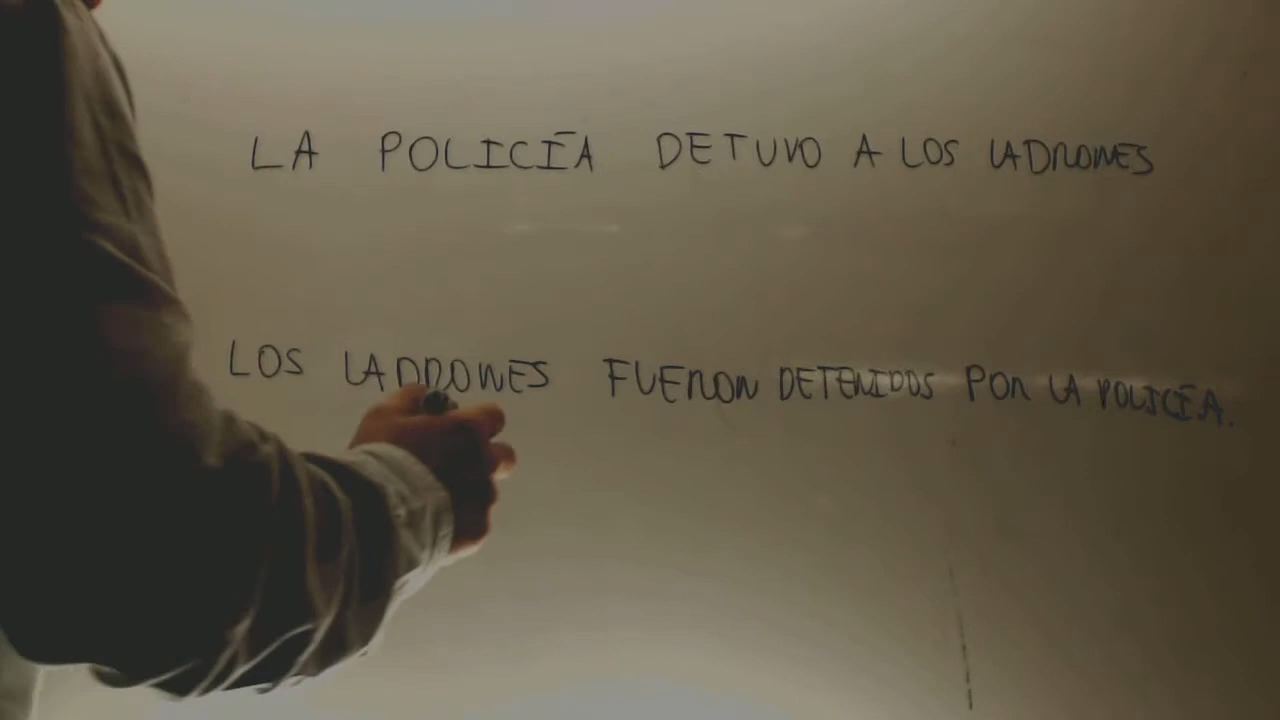 LA POLICÍA DETUVO A LOS LADRONES
LOS LADRONES FUERON DETENIDOS POR LA POLICÍA.